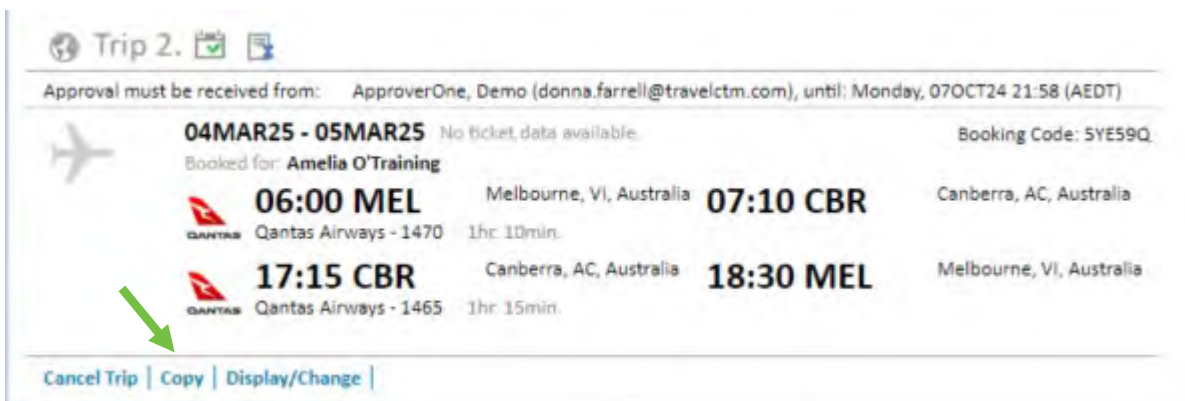 Trip 2.
Approval must be received from: ApproverOne, Demo (donna.farrell@travelctm.com), until: Monday, 07OCT24 21:58 (AEDT)
04MAR25 - 05MAR25 No ticket data available. Booking Code: 5YE59Q
Booked for: Amelia O'Training
06:00 MEL Melbourne, VI, Australia 07:10 CBR Canberra, AC, Australia
QANTAS Qantas Airways - 1470 1hr. 10min.
17:15 CBR Canberra, AC, Australia 18:30 MEL Melbourne, VI, Australia
QANTAS Qantas Airways - 1465 1hr. 15min.
Cancel Trip | Copy | Display/Change |